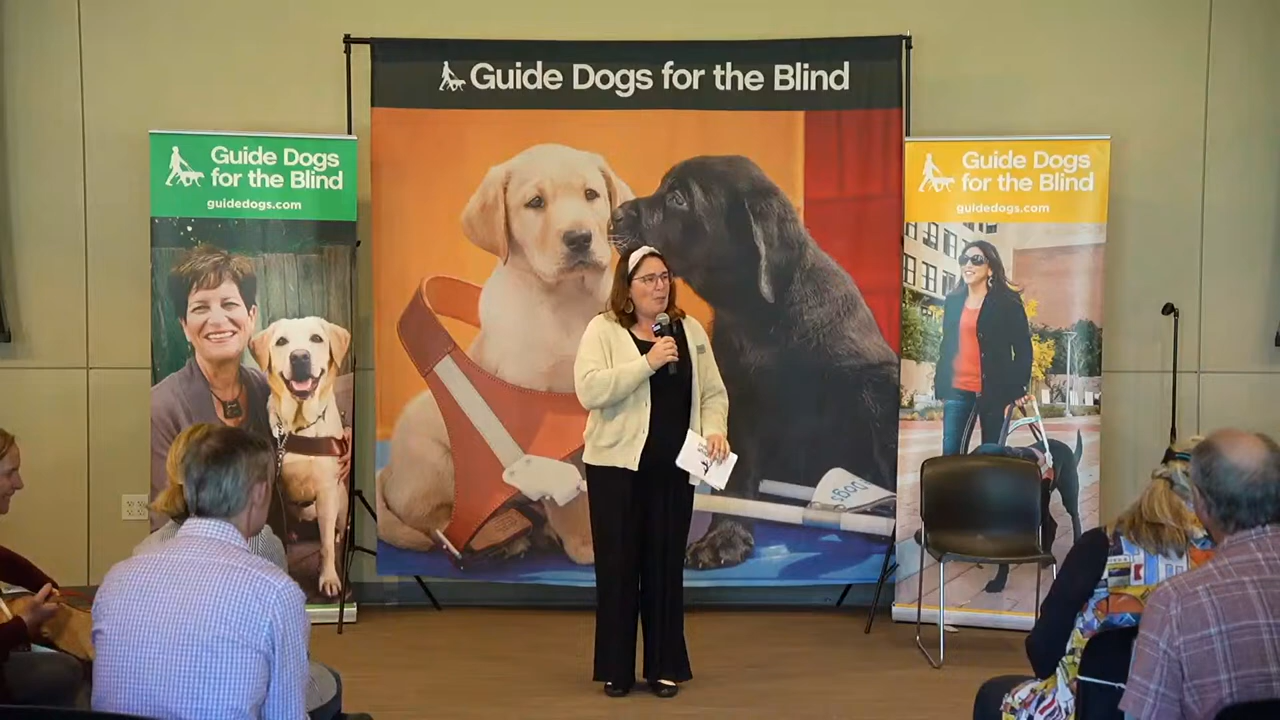 Guide Dogs for the Blind
Guide Dogs
for the Blind
guidedogs.com
Guide Dogs
for the Blind
guidedogs.com
Dogs